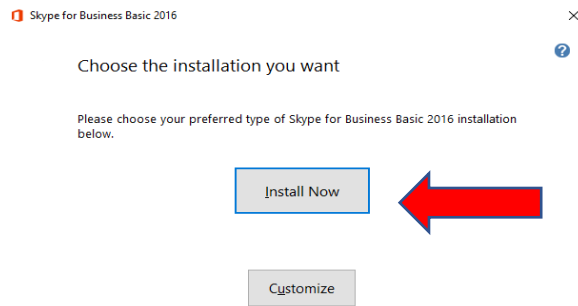 Skype for Business Basic 2016
Choose the installation you want
Please choose your preferred type of Skype for Business Basic 2016 installation
below.
Install Now
Customize